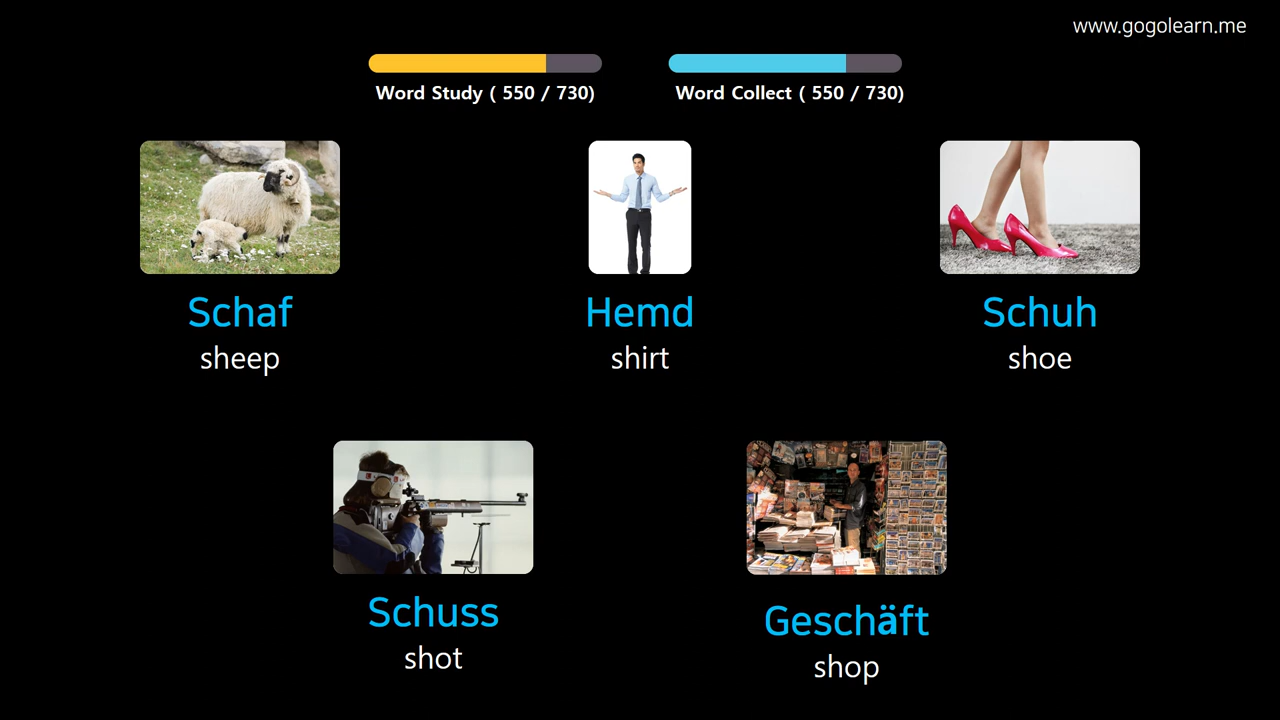 www.gogolearn.me
Word Study ( 550 / 730)
Word Collect ( 550 / 730)
Schaf
sheep
Hemd
shirt
Schuh
shoe
Schuss
shot
Geschäft
shop